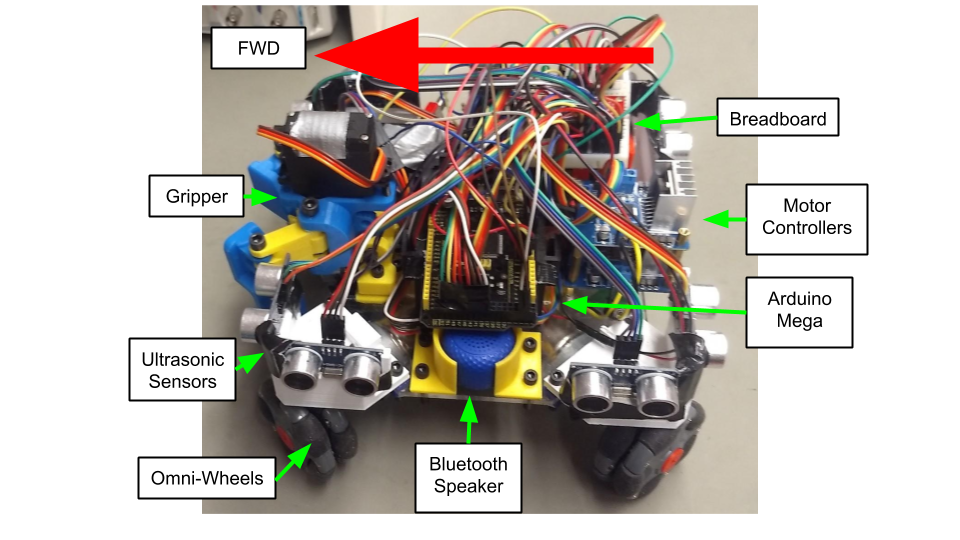 FWD
Breadboard
Gripper
Motor
Controllers
Arduino
Mega
Ultrasonic
Sensors
Bluetooth
Speaker
Omni-Wheels